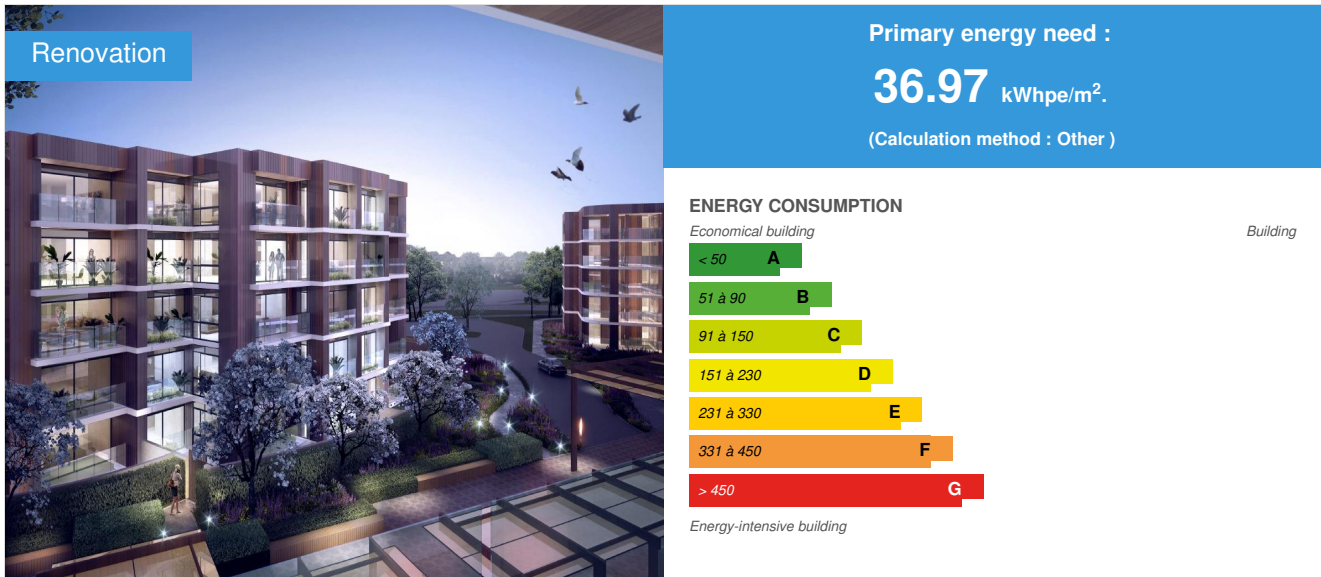 Renovation
Primary energy need :
36.97 kWhpe/m².
(Calculation method : Other )
ENERGY CONSUMPTION
Economical building
Building
< 50 A
51 à 90 B
91 à 150 C
151 à 230 D
231 à 330 E
331 à 450 F
> 450 G
Energy-intensive building